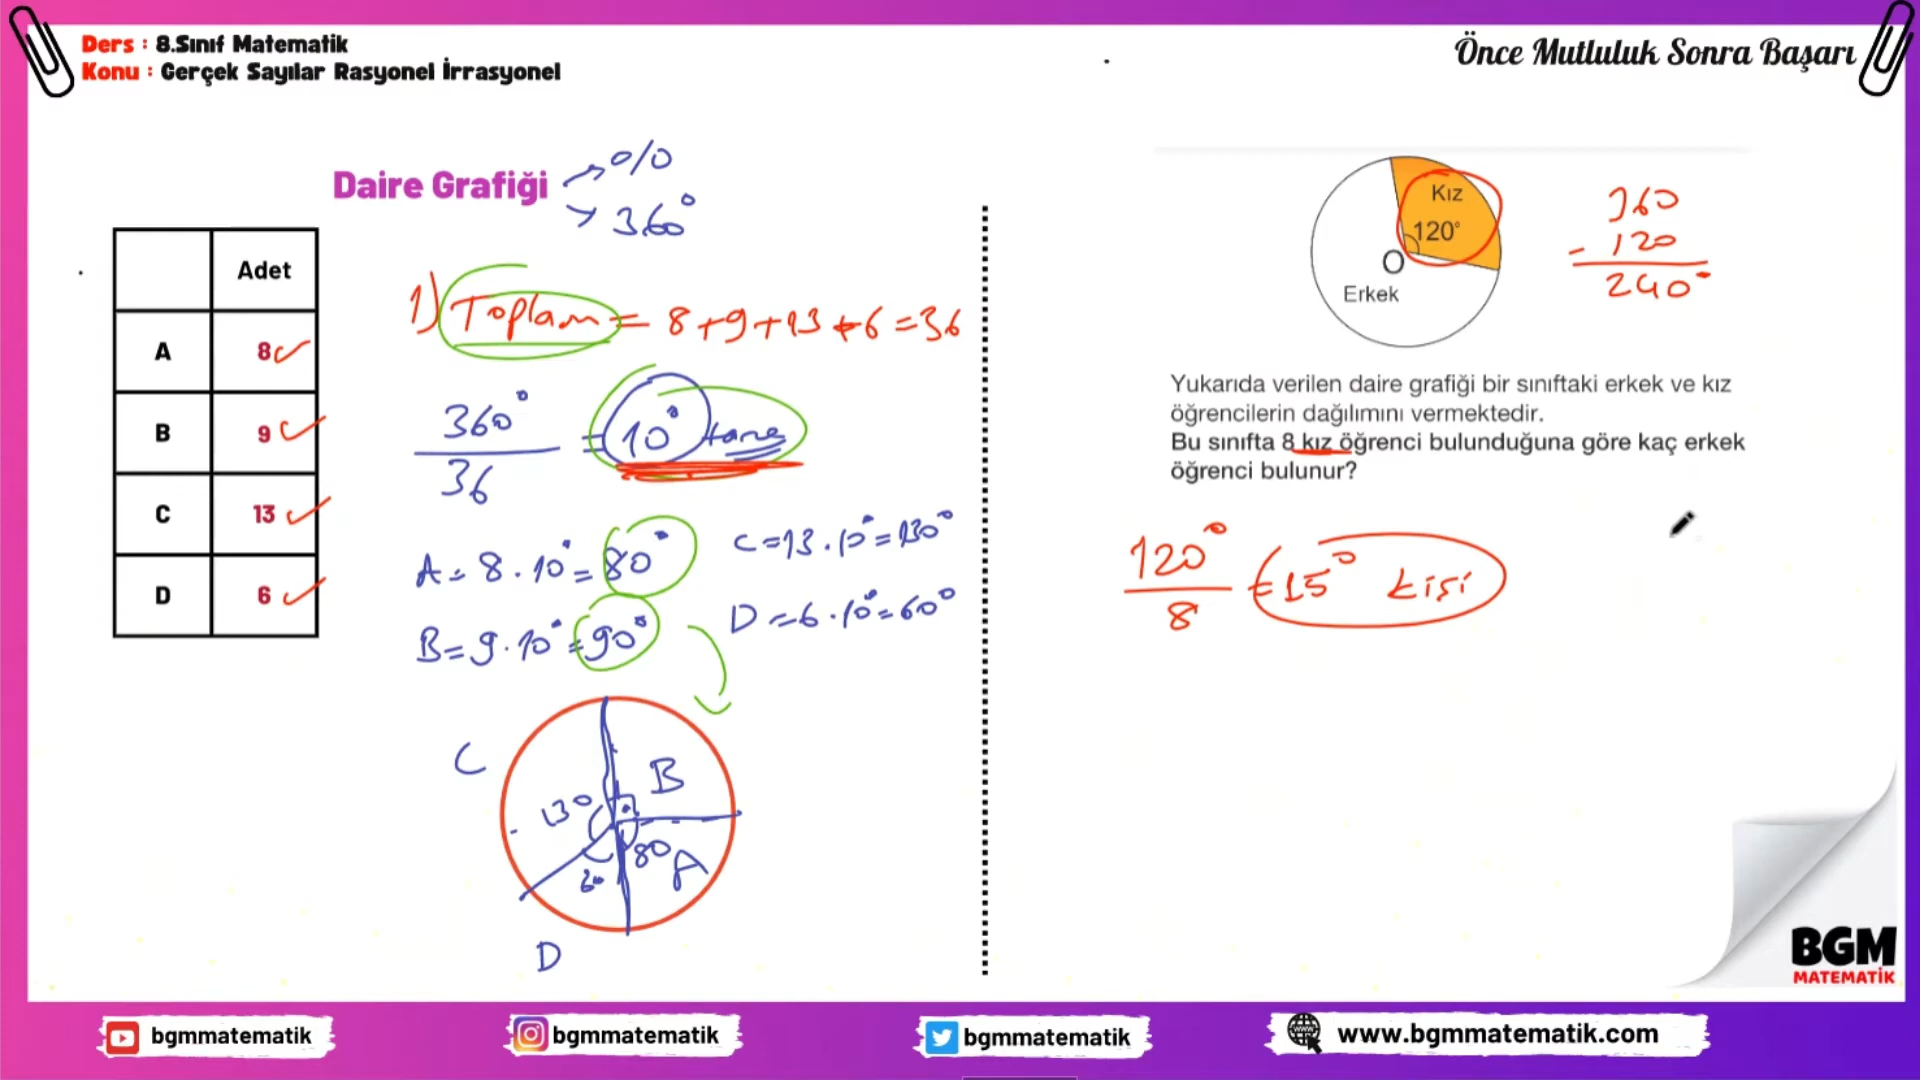 Ders : 8.Sınıf Matematik
Konu : Gerçek Sayılar Rasyonel İrrasyonel
Önce Mutluluk Sonra Başarı
Daire Grafiği
0/0
360°
Adet
A 8
B 9
C 13
D 6
1) Toplam = 8+9+13+6=36
360° / 36 = 10° tane
A = 8 . 10° = 80°
B = 9 . 10° = 90°
C = 13 . 10° = 130°
D = 6 . 10° = 60°
C
B
130
80
A
60
D
Kız
120°
O
Erkek
360
- 120
240°
Yukarıda verilen daire grafiği bir sınıftaki erkek ve kız
öğrencilerin dağılımını vermektedir.
Bu sınıfta 8 kız öğrenci bulunduğuna göre kaç erkek
öğrenci bulunur?
120° / 8 = 15° kişi
BGM
MATEMATİK
bgmmatematik
bgmmatematik
bgmmatematik
www.bgmmatematik.com